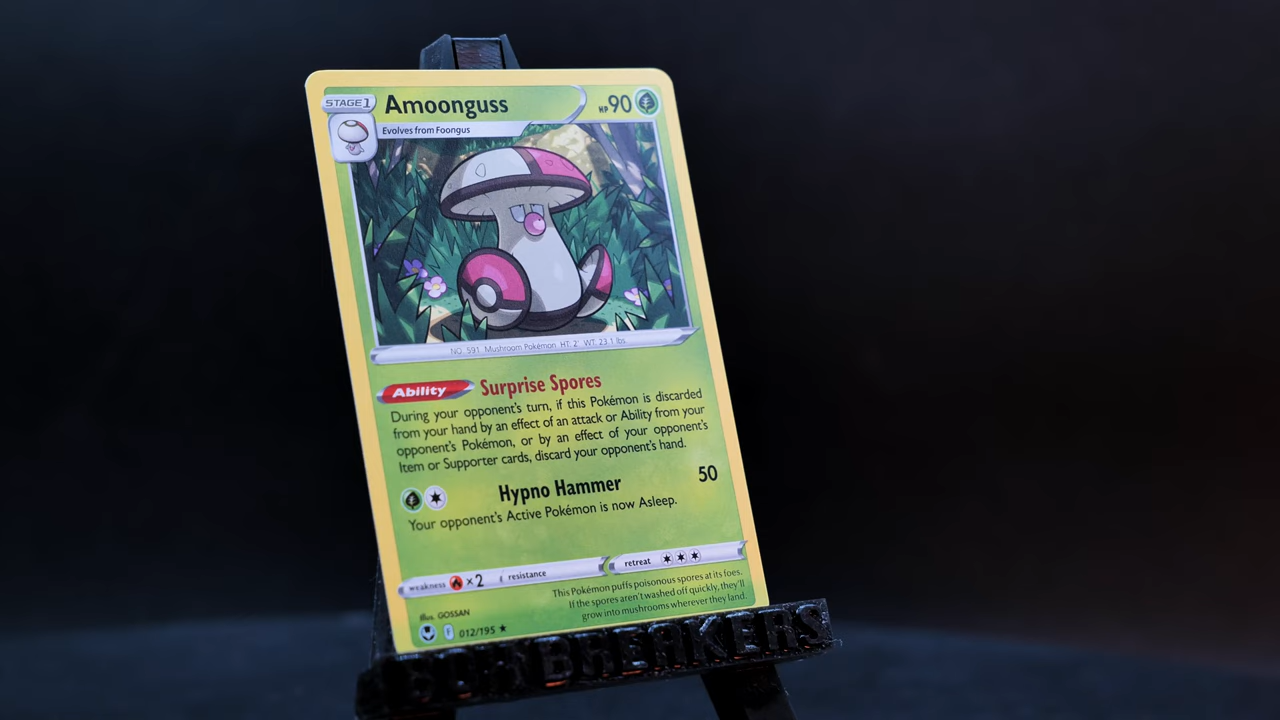 STAGE1
Amoonguss
HP 90
Evolves from Foongus
NO. 591 Mushroom Pokémon HT: 2' WT: 23.1 lbs.
Ability Surprise Spores
During your opponent's turn, if this Pokémon is discarded
from your hand by an effect of an attack or Ability from your
opponent's Pokémon, or by an effect of your opponent's
Item or Supporter cards, discard your opponent's hand.
Hypno Hammer 50
Your opponent's Active Pokémon is now Asleep.
weakness ×2 resistance retreat
This Pokémon puffs poisonous spores at its foes.
If the spores aren't washed off quickly, they'll
grow into mushrooms wherever they land.
Illus. GOSSAN
012/195 ★